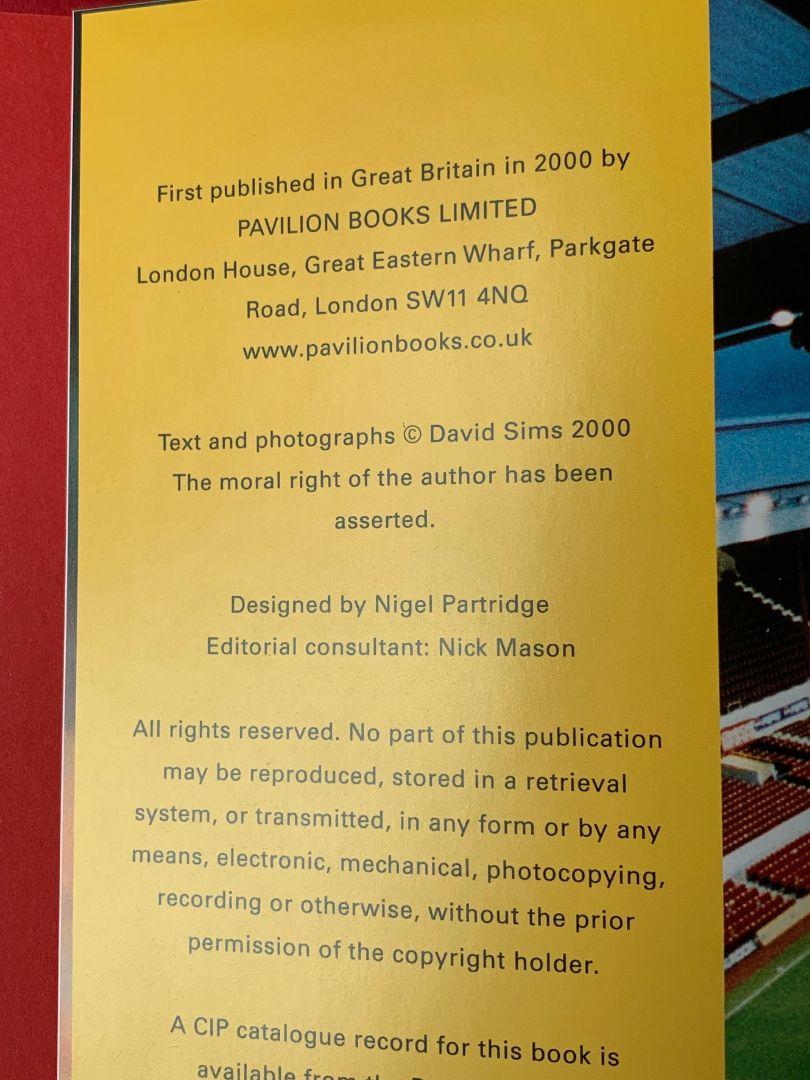 First published in Great Britain in 2000 by
PAVILION BOOKS LIMITED
London House, Great Eastern Wharf, Parkgate
Road, London SW11 4NQ
www.pavilionbooks.co.uk
Text and photographs © David Sims 2000
The moral right of the author has been
asserted.
Designed by Nigel Partridge
Editorial consultant: Nick Mason
All rights reserved. No part of this publication
may be reproduced, stored in a retrieval
system, or transmitted, in any form or by any
means, electronic, mechanical, photocopying,
recording or otherwise, without the prior
permission of the copyright holder.
A CIP catalogue record for this book is
available from the